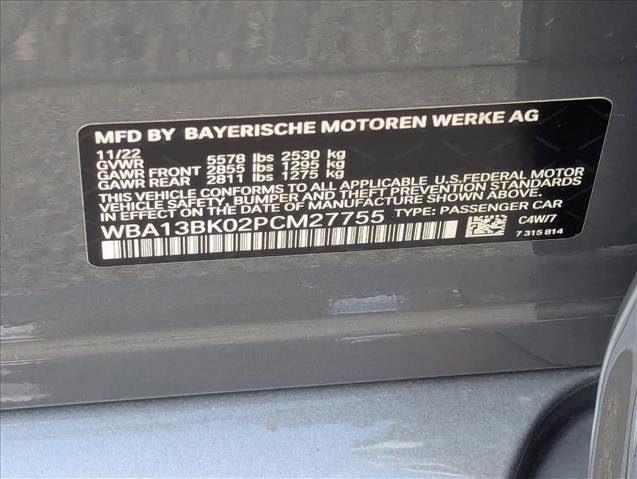 MFD BY BAYERISCHE MOTOREN WERKE AG
11/22
GVWR 5578 lbs 2530 kg
GAWR FRONT 2855 lbs 1295 kg
GAWR REAR 2811 lbs 1275 kg
THIS VEHICLE CONFORMS TO ALL APPLICABLE U.S.FEDERAL MOTOR
VEHICLE SAFETY, BUMPER AND THEFT PREVENTION STANDARDS
IN EFFECT ON THE DATE OF MANUFACTURE SHOWN ABOVE.
WBA13BK02PCM27755 TYPE: PASSENGER CAR
C4W/7
7 315 814